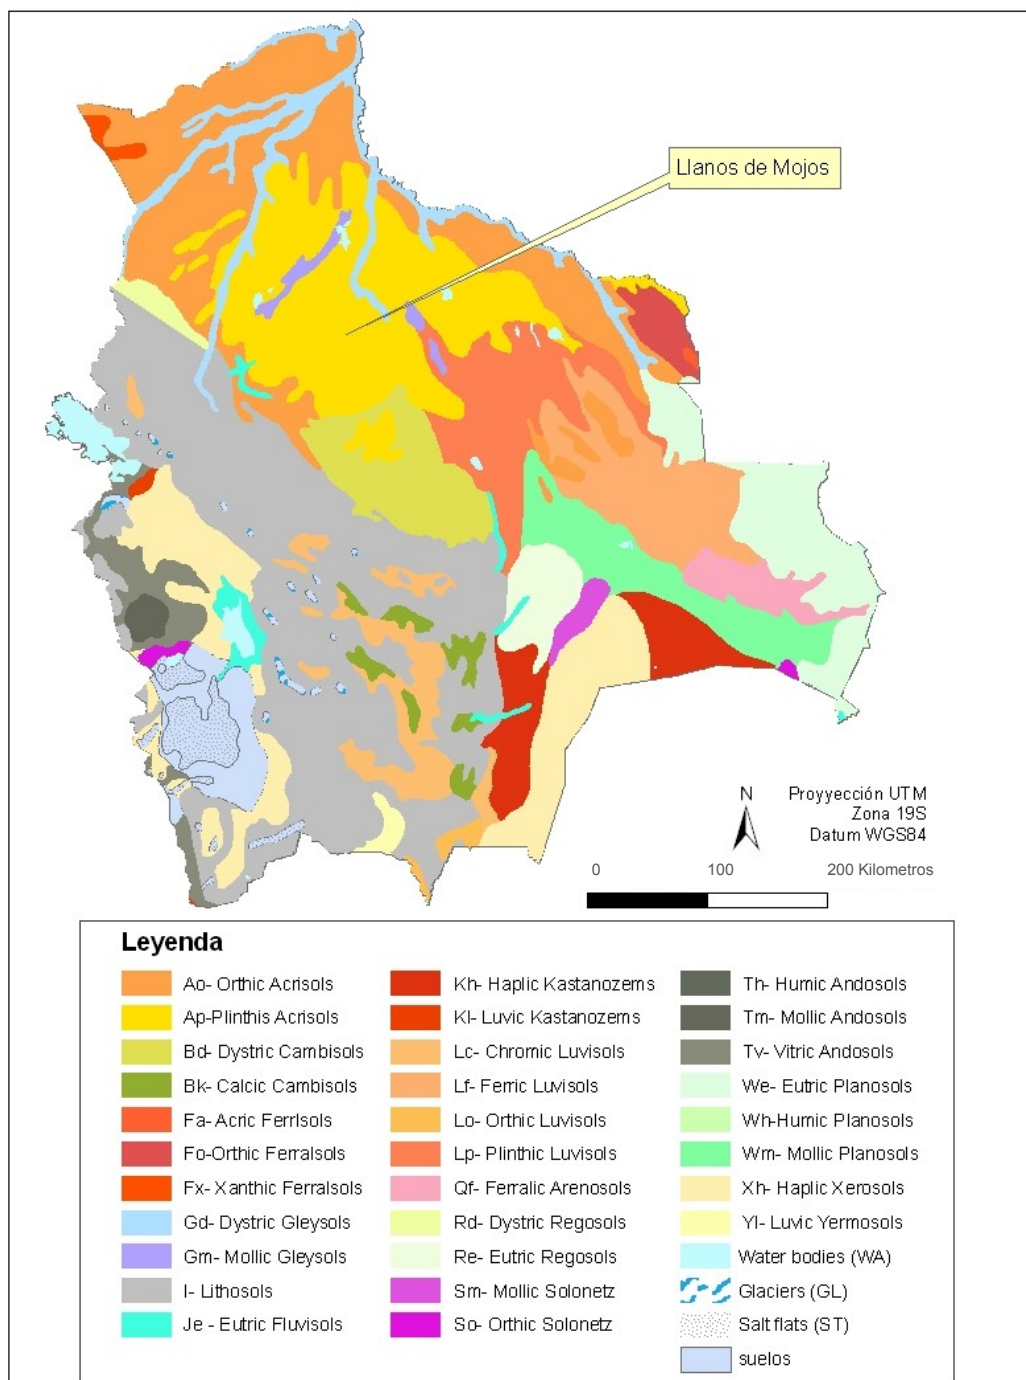 Llanos de Mojos
N
Proyyección UTM
Zona 19S
Datum WGS84
0 100 200 Kilometros
Leyenda
Ao- Orthic Acrisols
Ap-Plinthis Acrisols
Bd- Dystric Cambisols
Bk- Calcic Cambisols
Fa- Acric Ferrlsols
Fo-Orthic Ferralsols
Fx- Xanthic Ferralsols
Gd- Dystric Gleysols
Gm- Mollic Gleysols
I- Lithosols
Je - Eutric Fluvisols
Kh- Haplic Kastanozems
Kl- Luvic Kastanozems
Lc- Chromic Luvisols
Lf- Ferric Luvisols
Lo- Orthic Luvisols
Lp- Plinthic Luvisols
Qf- Ferralic Arenosols
Rd- Dystric Regosols
Re- Eutric Regosols
Sm- Mollic Solonetz
So- Orthic Solonetz
Th- Humic Andosols
Tm- Mollic Andosols
Tv- Vitric Andosols
We- Eutric Planosols
Wh-Humic Planosols
Wm- Mollic Planosols
Xh- Haplic Xerosols
Yl- Luvic Yermosols
Water bodies (WA)
Glaciers (GL)
Salt flats (ST)
suelos